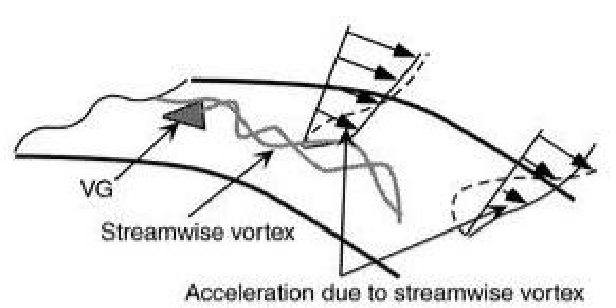 VG
Streamwise vortex
Acceleration due to streamwise vortex